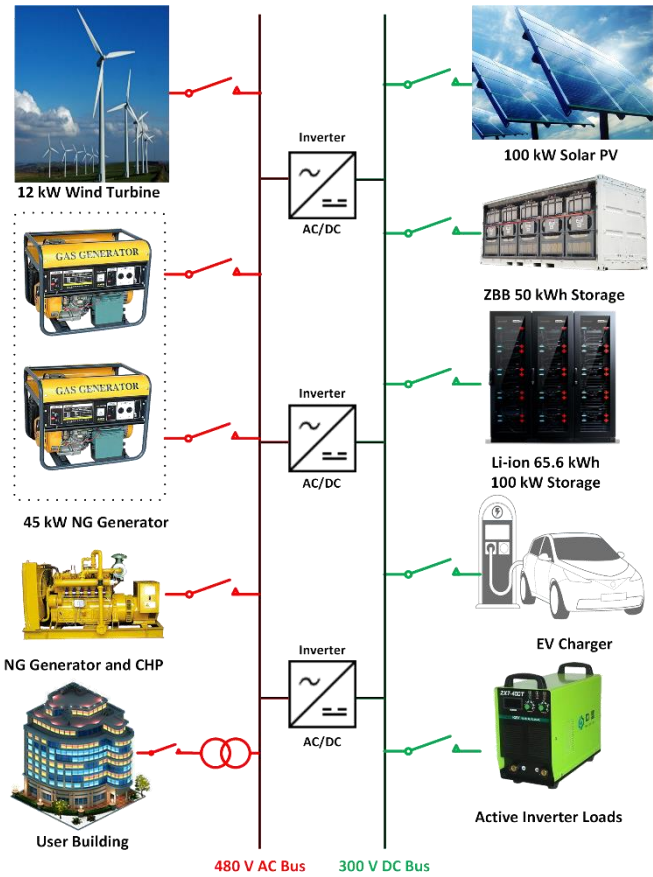 Inverter
AC/DC
12 kW Wind Turbine
100 kW Solar PV
GAS GENERATOR
ZBB 50 kWh Storage
GAS GENERATOR
Inverter
AC/DC
Li-ion 65.6 kWh
100 kW Storage
45 kW NG Generator
EV Charger
NG Generator and CHP
Inverter
AC/DC
ZX7-400T
User Building
Active Inverter Loads
480 V AC Bus
300 V DC Bus